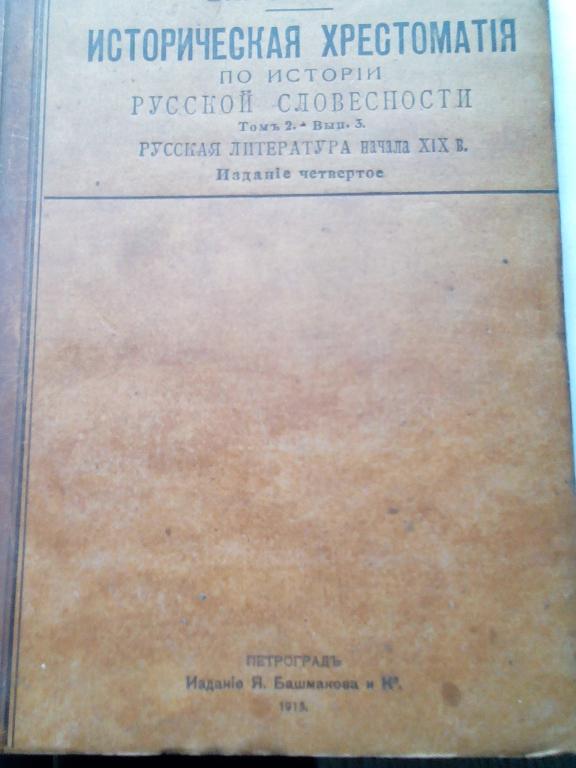 ИСТОРИЧЕСКАЯ ХРЕСТОМАТІЯ
ПО ИСТОРІИ
РУССКОЙ СЛОВЕСНОСТИ
Томъ 2. - Вып. 3.
РУССКАЯ ЛИТЕРАТУРА начала XIX в.
Изданіе четвертое
ПЕТРОГРАДЪ
Изданіе Я. Башмакова и Кº.
1915.